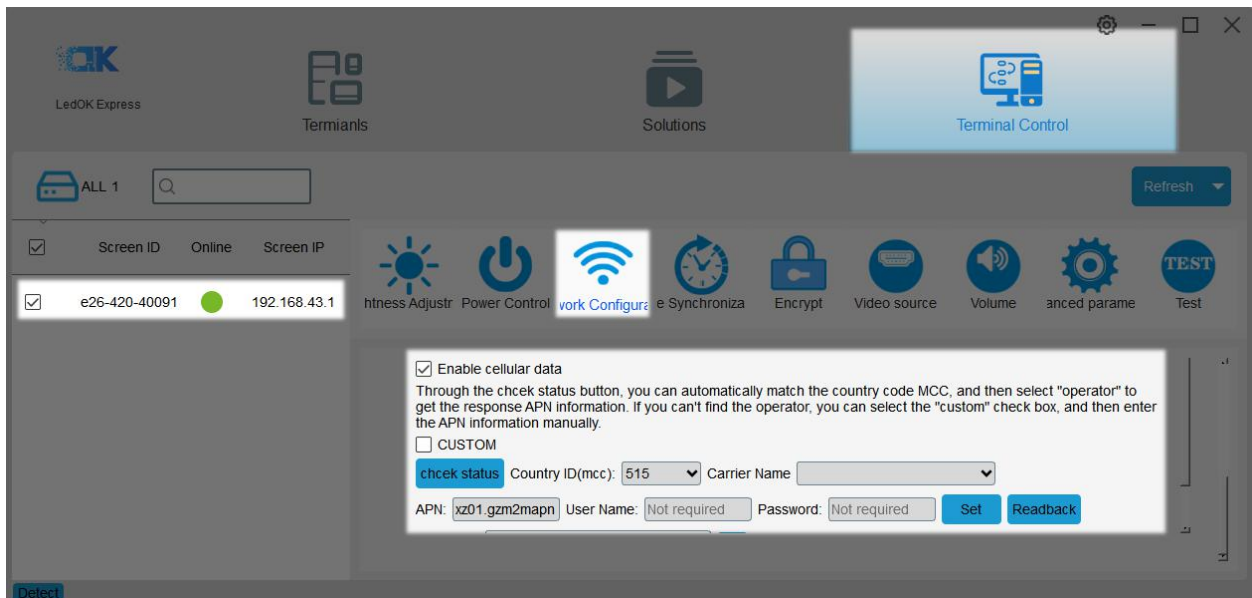 OK
LedOK Express
Termianls
Solutions
Terminal Control
ALL 1
Refresh
Screen ID Online Screen IP
htness Adjustr Power Control work Configura e Synchroniza Encrypt Video source Volume anced parame Test
TEST
e26-420-40091 192.168.43.1
Enable cellular data
Through the chcek status button, you can automatically match the country code MCC, and then select "operator" to
get the response APN information. If you can't find the operator, you can select the "custom" check box, and then enter
the APN information manually.
CUSTOM
chcek status Country ID(mcc): 515 Carrier Name
APN: xz01.gzm2mapn User Name: Not required Password: Not required Set Readback
Detect